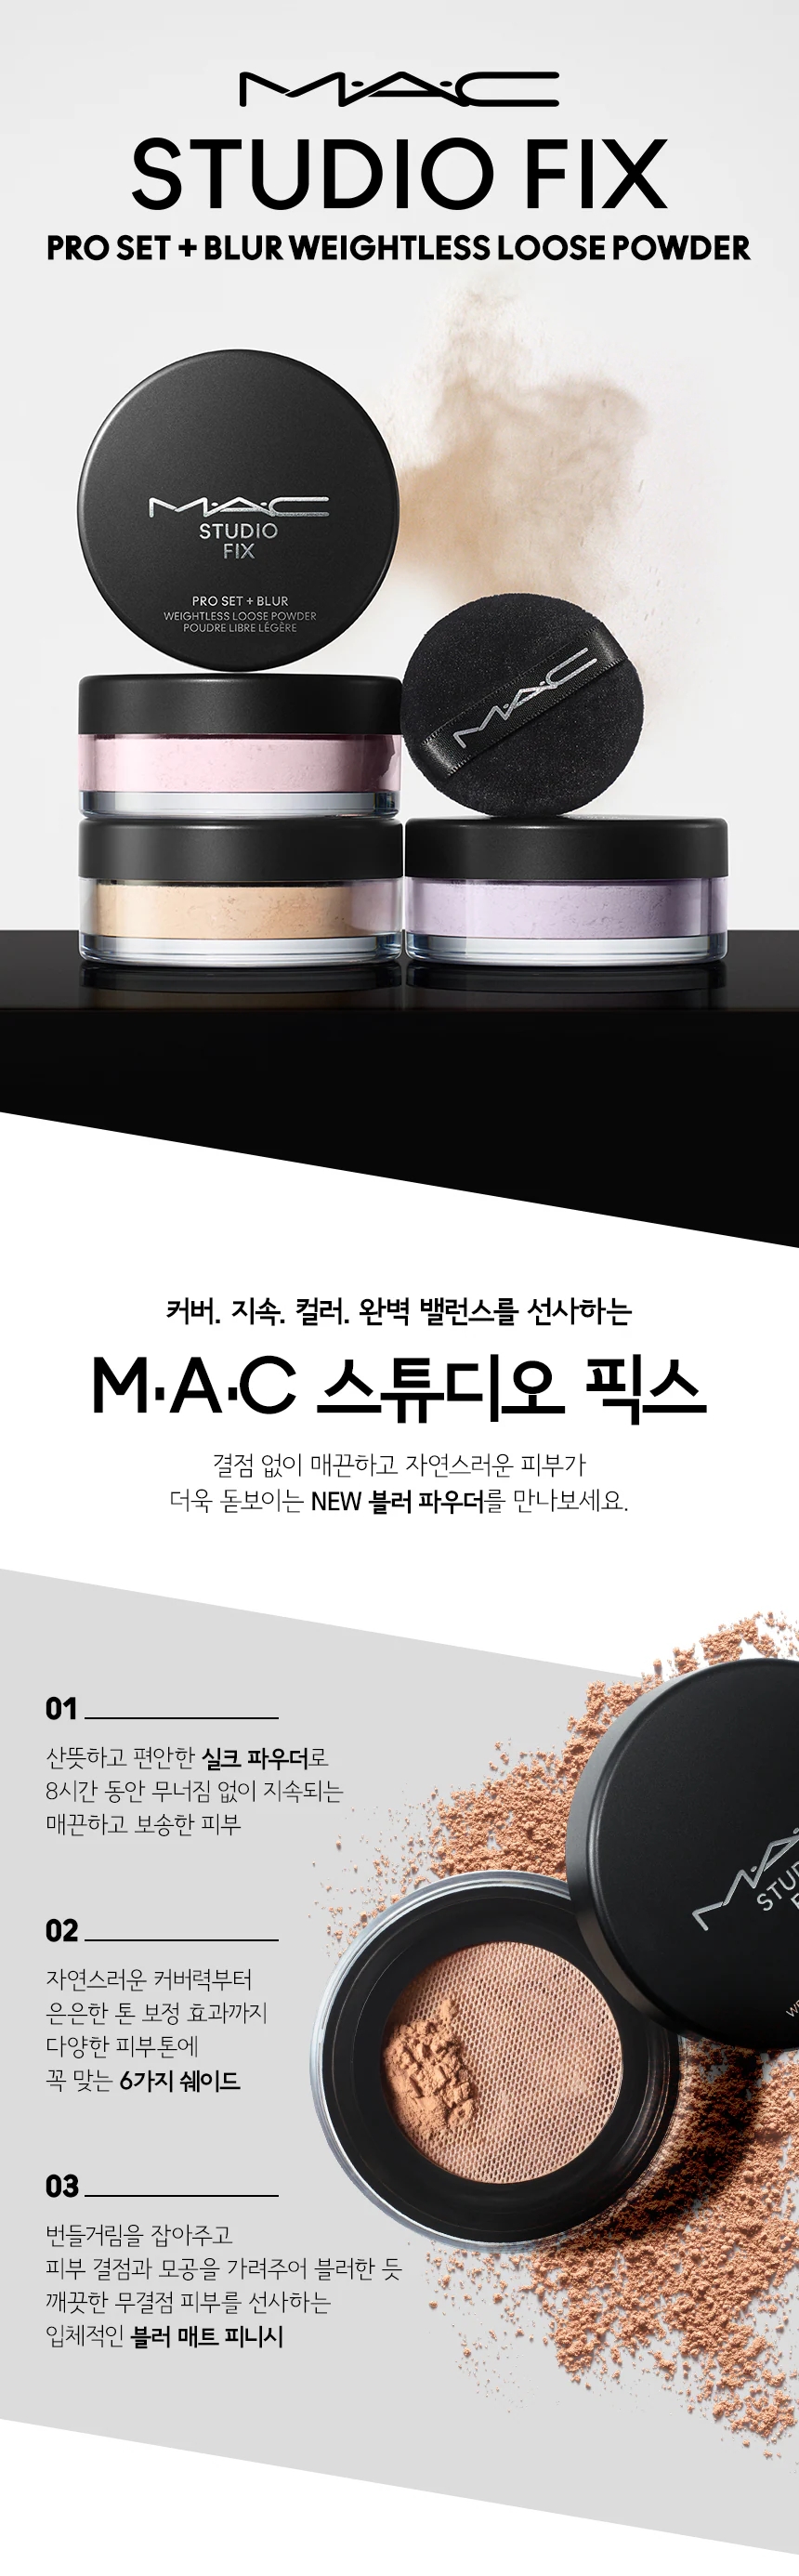 M·A·C
STUDIO FIX
PRO SET + BLUR WEIGHTLESS LOOSE POWDER
M·A·C
STUDIO
FIX
PRO SET + BLUR
WEIGHTLESS LOOSE POWDER
POUDRE LIBRE LÉGÈRE
M·A·C
커버. 지속. 컬러. 완벽 밸런스를 선사하는
M·A·C 스튜디오 픽스
결점 없이 매끈하고 자연스러운 피부가
더욱 돋보이는 NEW 블러 파우더를 만나보세요.
01
산뜻하고 편안한 실크 파우더로
8시간 동안 무너짐 없이 지속되는
매끈하고 보송한 피부
02
자연스러운 커버력부터
은은한 톤 보정 효과까지
다양한 피부톤에
꼭 맞는 6가지 쉐이드
03
번들거림을 잡아주고
피부 결점과 모공을 가려주어 블러한 듯
깨끗한 무결점 피부를 선사하는
입체적인 블러 매트 피니시